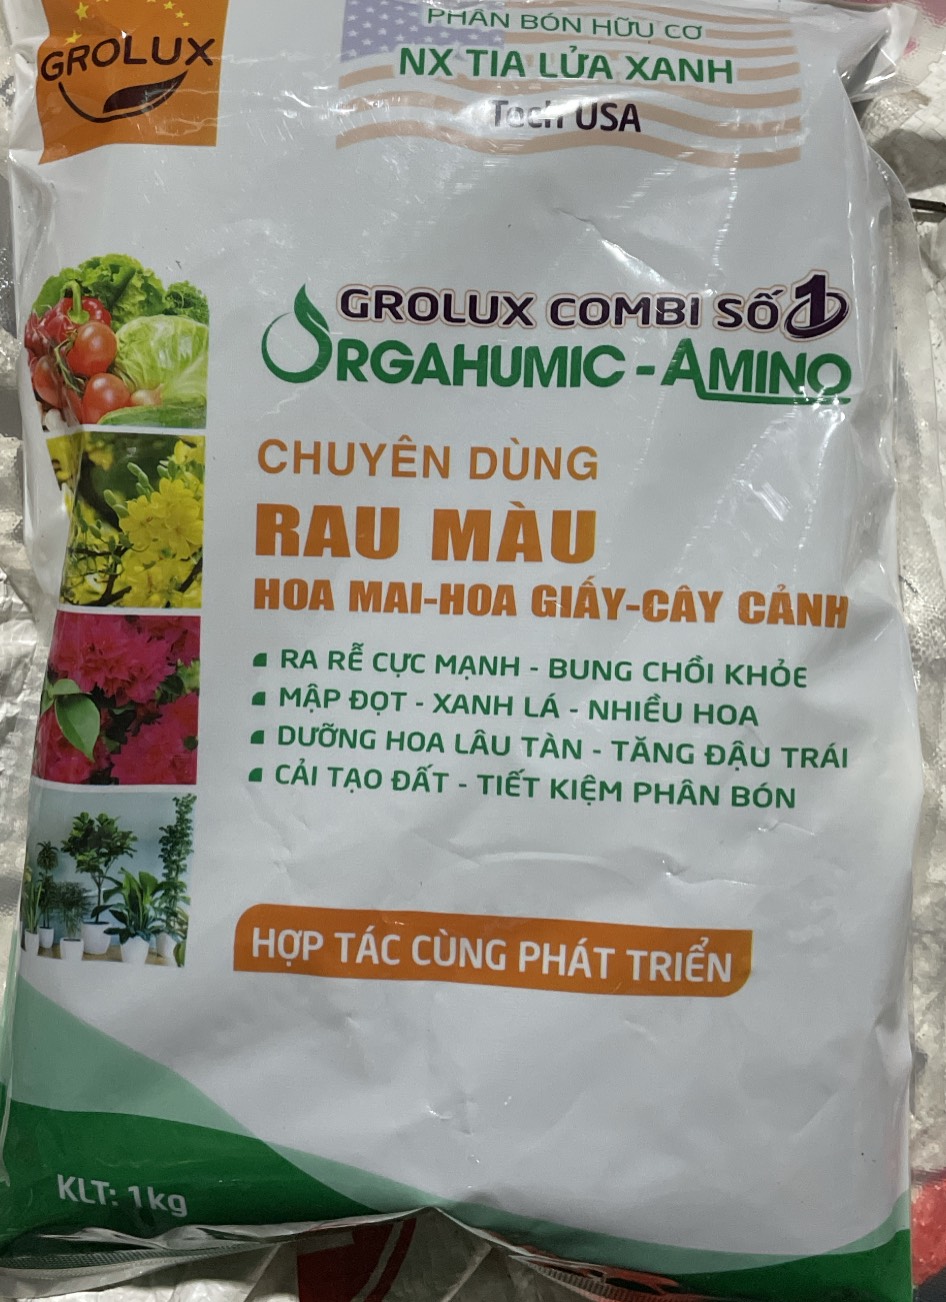 GROLUX
PHÂN BÓN HỮU CƠ
NX TIA LỬA XANH
Tech USA
GROLUX COMBI SỐ 1
ORGAHUMIC - AMINO
CHUYÊN DÙNG
RAU MÀU
HOA MAI-HOA GIẤY-CÂY CẢNH
RA RỄ CỰC MẠNH - BUNG CHỒI KHỎE
MẬP ĐỌT - XANH LÁ - NHIỀU HOA
DƯỠNG HOA LÂU TÀN - TĂNG ĐẬU TRÁI
CẢI TẠO ĐẤT - TIẾT KIỆM PHÂN BÓN
HỢP TÁC CÙNG PHÁT TRIỂN
KLT: 1kg